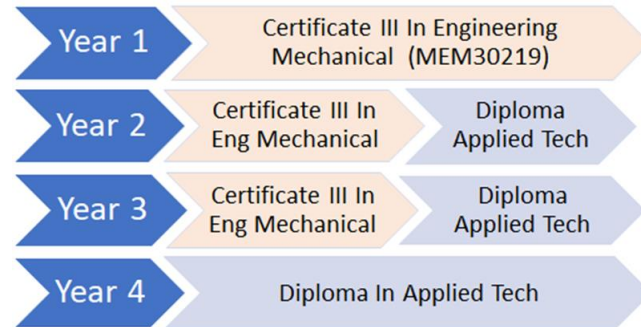 Year 1
Certificate III In Engineering
Mechanical (MEM30219)
Year 2
Certificate III In
Eng Mechanical
Diploma
Applied Tech
Year 3
Certificate III In
Eng Mechanical
Diploma
Applied Tech
Year 4
Diploma In Applied Tech